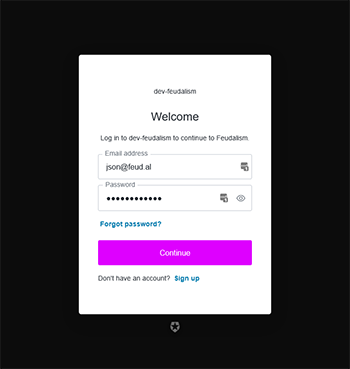 dev-feudalism
Welcome
Log in to dev-feudalism to continue to Feudalism.
Email address
json@feud.al
Password
••••••••••••
Forgot password?
Continue
Don't have an account? Sign up